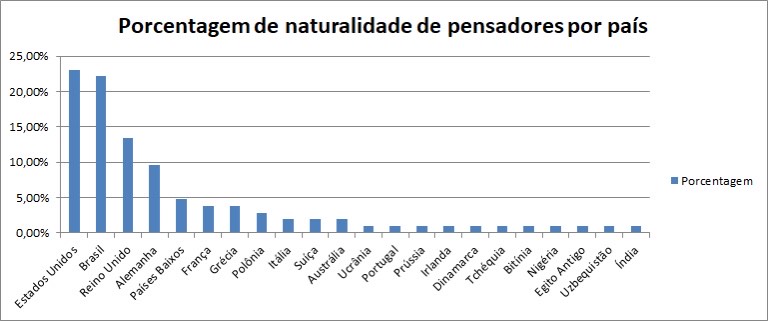 Porcentagem de naturalidade de pensadores por país
25,00%
20,00%
15,00%
10,00%
5,00%
0,00%
Estados Unidos
Brasil
Reino Unido
Alemanha
Países Baixos
França
Grécia
Polônia
Itália
Suíça
Austrália
Ucrânia
Portugal
Prússia
Irlanda
Dinamarca
Tchéquia
Bitínia
Nigéria
Egito Antigo
Uzbequistão
Índia
Porcentagem